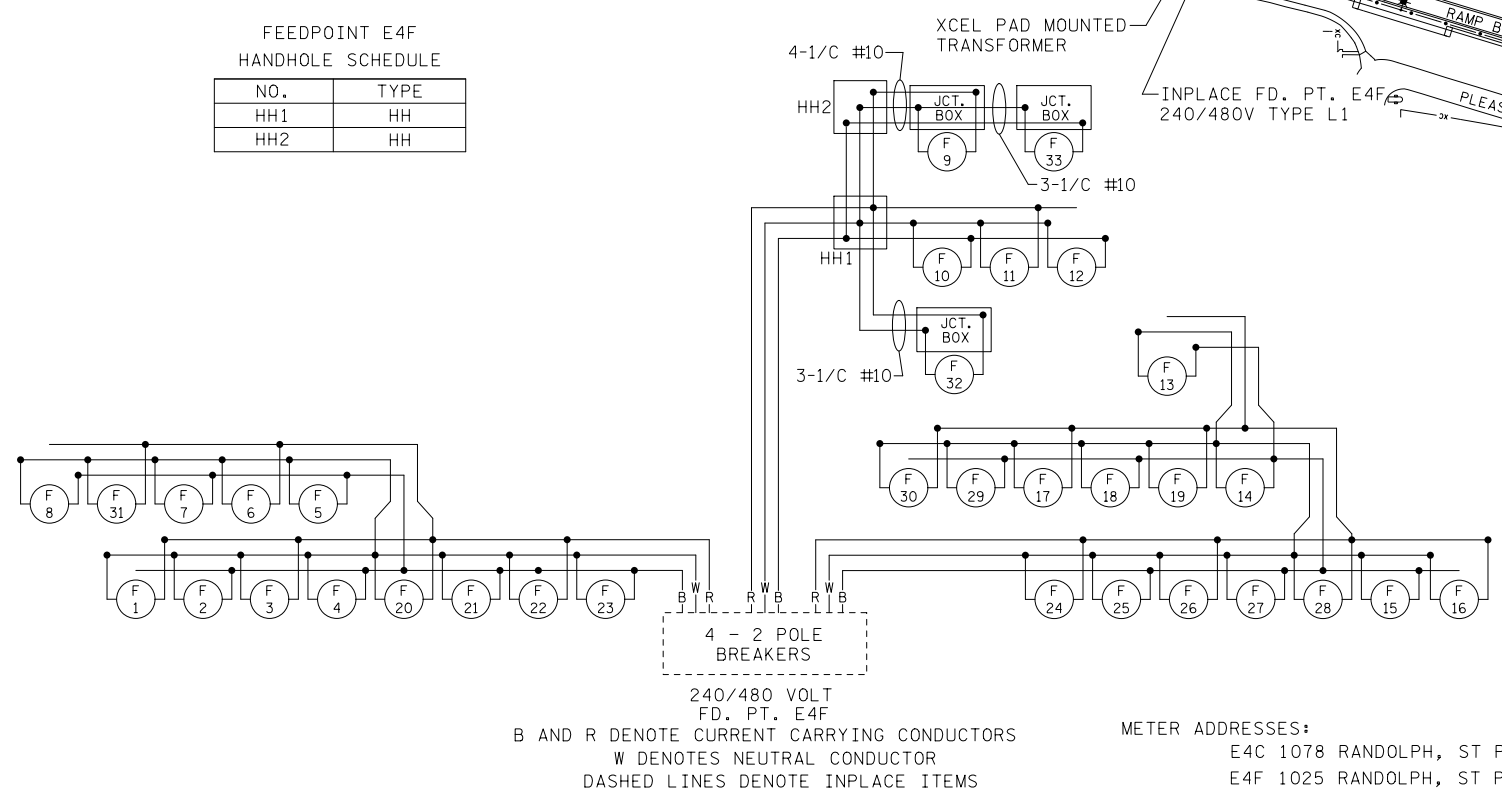 FEEDPOINT E4F
HANDHOLE SCHEDULE
NO. TYPE
HH1 HH
HH2 HH
XCEL PAD MOUNTED
TRANSFORMER
RAMP B
INPLACE FD. PT. E4F
240/480V TYPE L1
PLEAS
XC
XC
4-1/C #10
HH2
JCT.
BOX
JCT.
BOX
F
9
F
33
3-1/C #10
HH1
F
10
F
11
F
12
JCT.
BOX
3-1/C #10
F
32
F
13
F
8
F
31
F
7
F
6
F
5
F
30
F
29
F
17
F
18
F
19
F
14
F
1
F
2
F
3
F
4
F
20
F
21
F
22
F
23
F
24
F
25
F
26
F
27
F
28
F
15
F
16
B W R R W B R W B
4 - 2 POLE
BREAKERS
240/480 VOLT
FD. PT. E4F
B AND R DENOTE CURRENT CARRYING CONDUCTORS
W DENOTES NEUTRAL CONDUCTOR
DASHED LINES DENOTE INPLACE ITEMS
METER ADDRESSES:
E4C 1078 RANDOLPH, ST P
E4F 1025 RANDOLPH, ST P